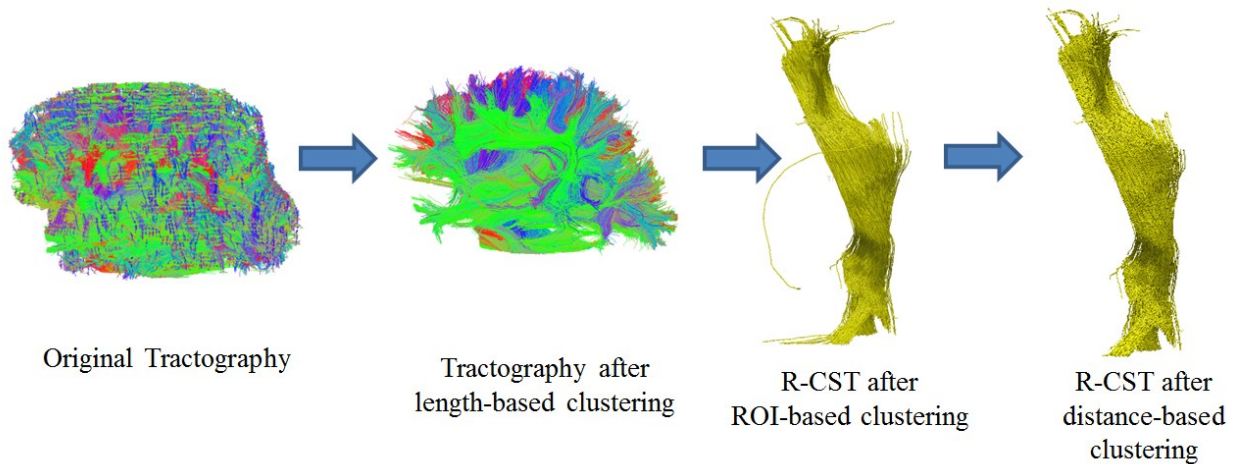 Original Tractography
Tractography after
length-based clustering
R-CST after
ROI-based clustering
R-CST after
distance-based
clustering